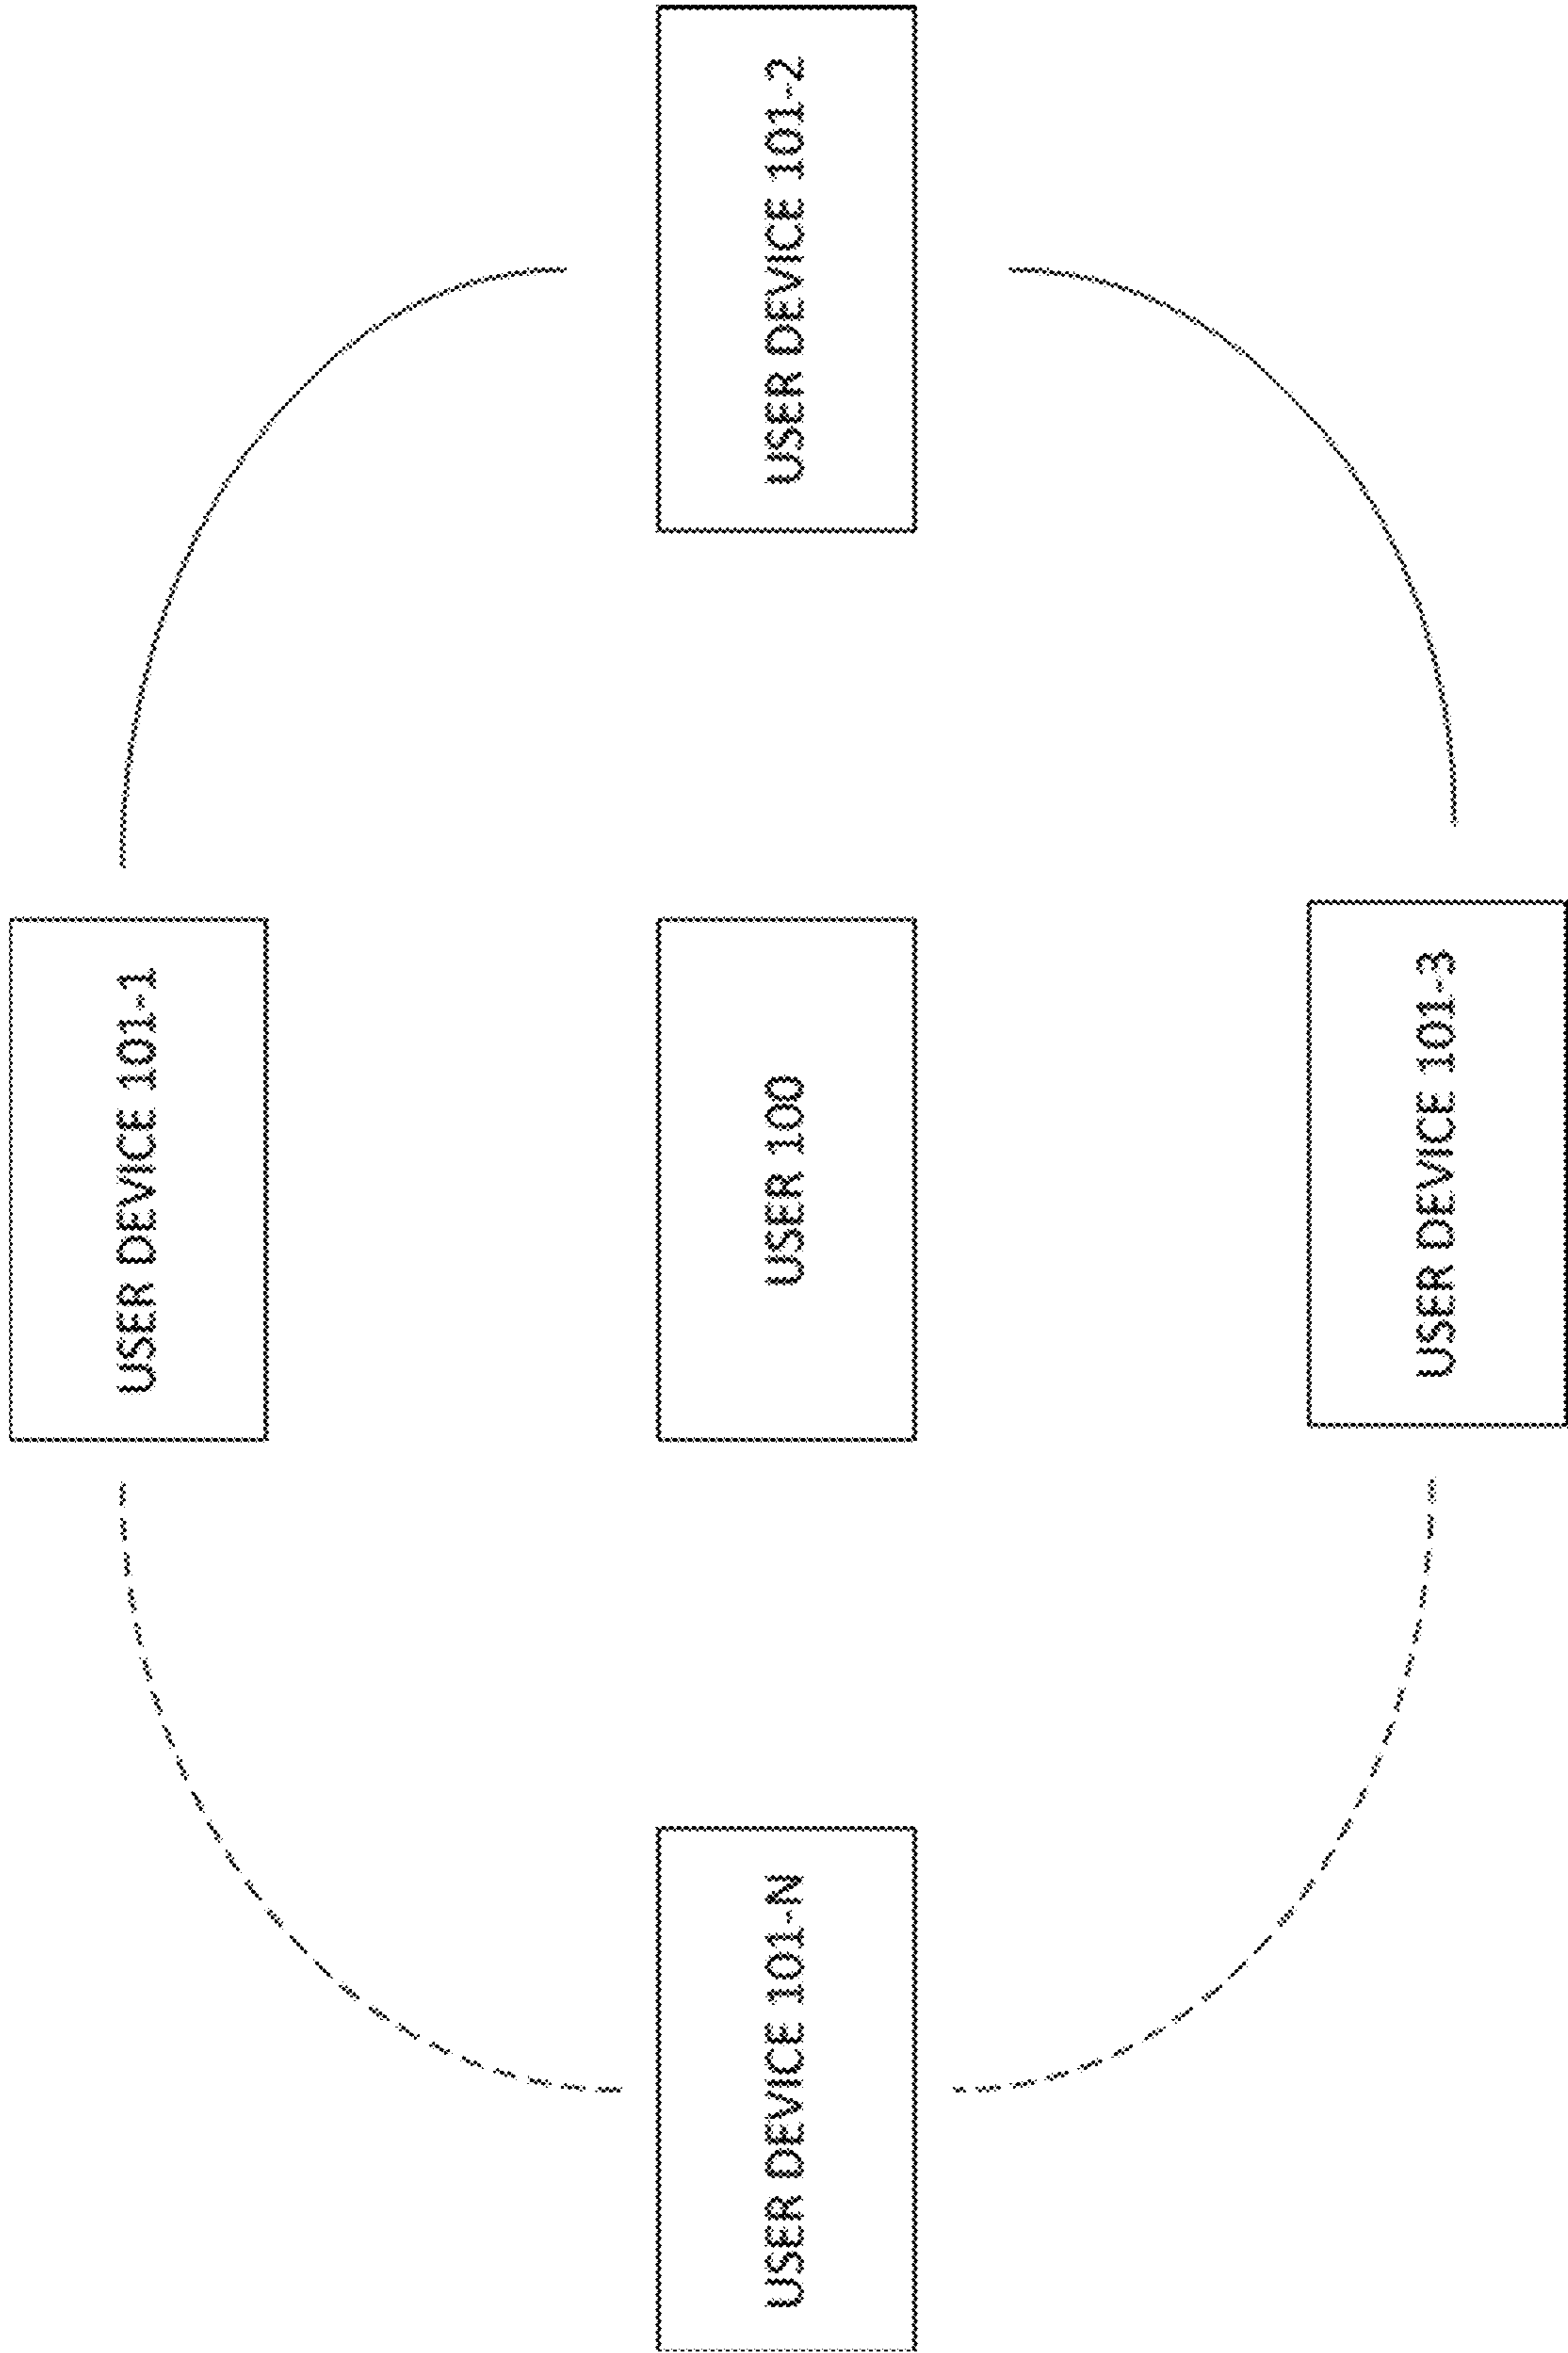 USER DEVICE 101-1
USER DEVICE 101-N
USER 100
USER DEVICE 101-2
USER DEVICE 101-3